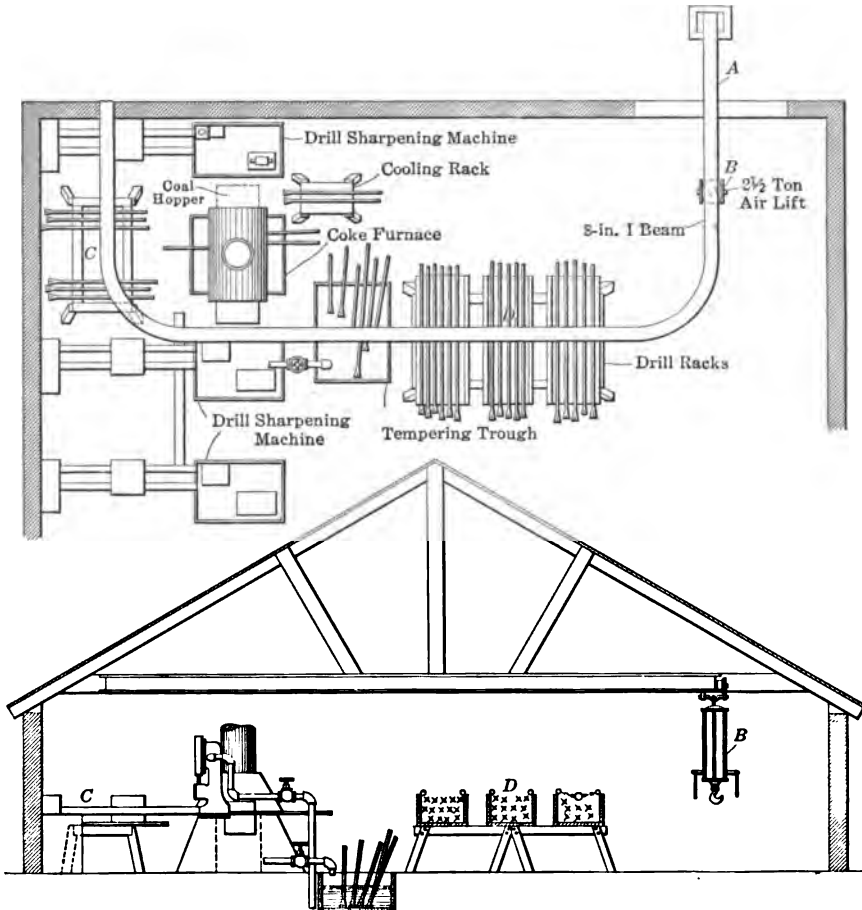 A
Drill Sharpening Machine
Cooling Rack
Coal
Hopper
B
2½ Ton
Air Lift
8-in. I Beam
C
Coke Furnace
D
Drill Racks
Drill Sharpening
Machine
Tempering Trough
B
C
D